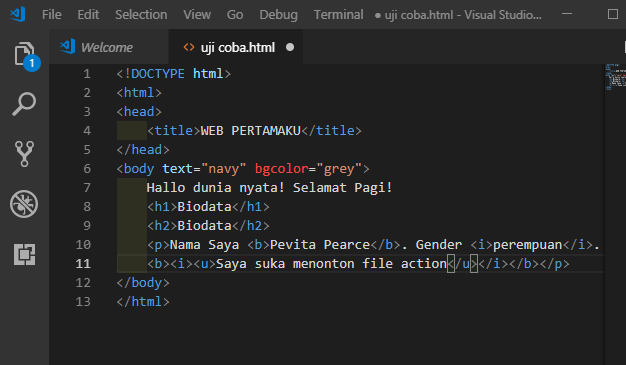 File Edit Selection View Go Debug Terminal ● uji coba.html - Visual Studio...
Welcome
<> uji coba.html ●
1
1 <!DOCTYPE html>
2 <html>
3 <head>
4 <title>WEB PERTAMAKU</title>
5 </head>
6 <body text="navy" bgcolor="grey">
7 Hallo dunia nyata! Selamat Pagi!
8 <h1>Biodata</h1>
9 <h2>Biodata</h2>
10 <p>Nama Saya <b>Pevita Pearce</b>. Gender <i>perempuan</i>.
11 <b><i><u>Saya suka menonton file action</u></i></b></p>
12 </body>
13 </html>